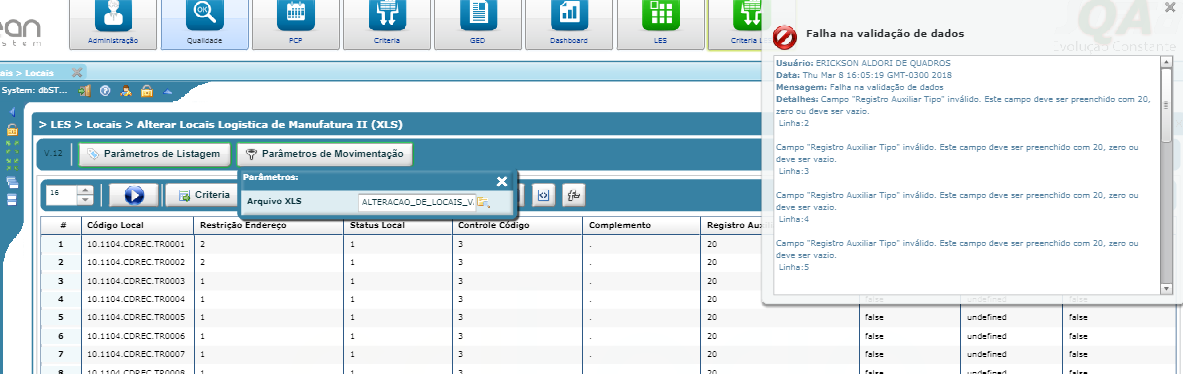 ean
system
Administração
Qualidade
PCP
Criteria
GED
Dashboard
LES
Criteria
QA
Evolução Constante
Falha na validação de dados
Usuário: ERICKSON ALDORI DE QUADROS
Data: Thu Mar 8 16:05:19 GMT-0300 2018
Mensagem: Falha na validação de dados
Detalhes: Campo "Registro Auxiliar Tipo" inválido. Este campo deve ser preenchido com 20,
zero ou deve ser vazio.
Linha:2
Campo "Registro Auxiliar Tipo" inválido. Este campo deve ser preenchido com 20, zero ou
deve ser vazio.
Linha:3
Campo "Registro Auxiliar Tipo" inválido. Este campo deve ser preenchido com 20, zero ou
deve ser vazio.
Linha:4
Campo "Registro Auxiliar Tipo" inválido. Este campo deve ser preenchido com 20, zero ou
deve ser vazio.
Linha:5
ais > Locais
System: dbST...
> LES > Locais > Alterar Locais Logistica de Manufatura II (XLS)
V.12
Parâmetros de Listagem
Parâmetros de Movimentação
16
Criteria
Parâmetros:
Arquivo XLS
ALTERACAO_DE_LOCAIS_V
# Código Local Restrição Endereço Status Local Controle Código Complemento Registro Aux
1 10.1104.CDREC.TR0001 2 1 3 . 20
2 10.1104.CDREC.TR0002 2 1 3 . 20
3 10.1104.CDREC.TR0003 1 1 3 . 20
4 10.1104.CDREC.TR0004 1 1 3 . 20 false undefined false
5 10.1104.CDREC.TR0005 1 1 3 . 20 false undefined false
6 10.1104.CDREC.TR0006 1 1 3 . 20 false undefined false
7 10.1104.CDREC.TR0007 1 1 3 . 20 false undefined false
8 10.1104.CDREC.TR0008 1 1 3 . 20 false undefined false